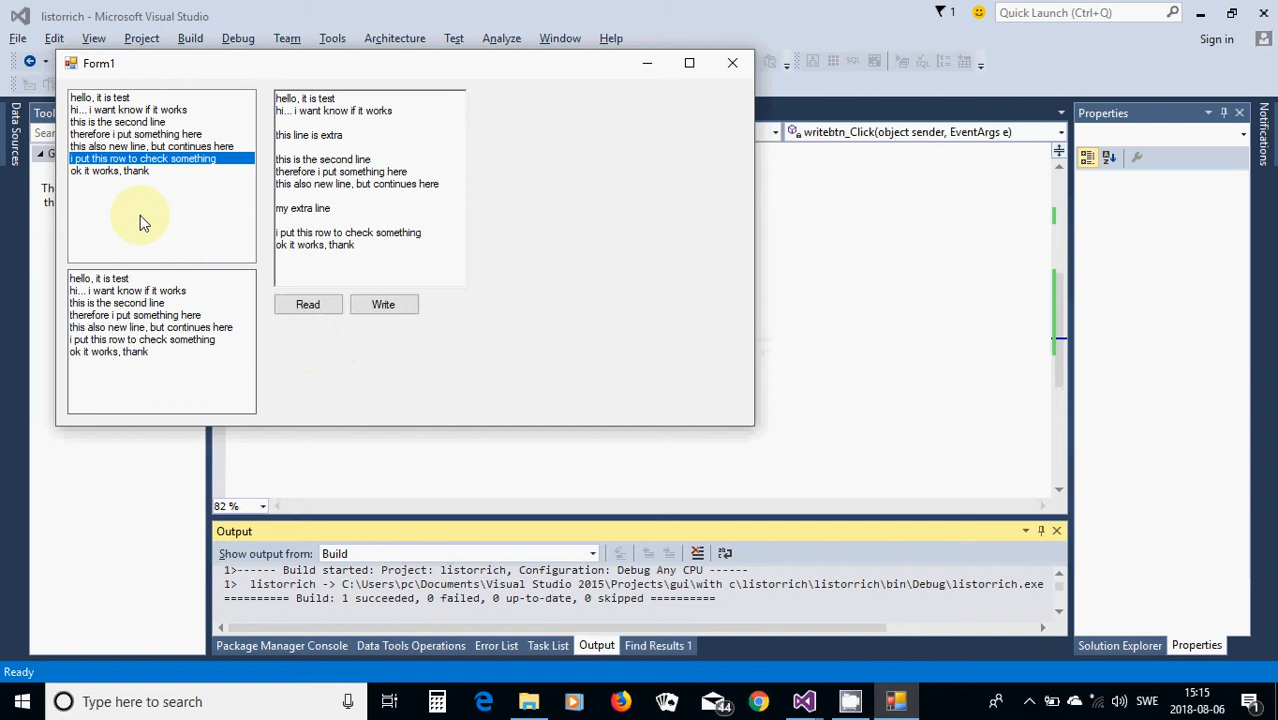 listorrich - Microsoft Visual Studio
1
Quick Launch (Ctrl+Q)
File Edit View Project Build Debug Team Tools Architecture Test Analyze Window Help
Sign in
Form1
hello, it is test
hi... i want know if it works
this is the second line
therefore i put something here
this also new line, but continues here
i put this row to check something
ok it works, thank
hello, it is test
hi... i want know if it works
this is the second line
therefore i put something here
this also new line, but continues here
i put this row to check something
ok it works, thank
hello, it is test
hi... i want know if it works
this line is extra
this is the second line
therefore i put something here
this also new line, but continues here
my extra line
i put this row to check something
ok it works, thank
Read Write
Data Sources
Tool
Sear
G
Th
th
writebtn_Click(object sender, EventArgs e)
Properties
82 %
Output
Show output from: Build
1>------ Build started: Project: listorrich, Configuration: Debug Any CPU ------
1> listorrich -> C:\Users\pc\Documents\Visual Studio 2015\Projects\gui\with c\listorrich\listorrich\bin\Debug\listorrich.exe
========== Build: 1 succeeded, 0 failed, 0 up-to-date, 0 skipped ==========
Package Manager Console Data Tools Operations Error List Task List Output Find Results 1
Solution Explorer Properties
Ready
Type here to search
44
SWE
15:15
2018-08-06
1